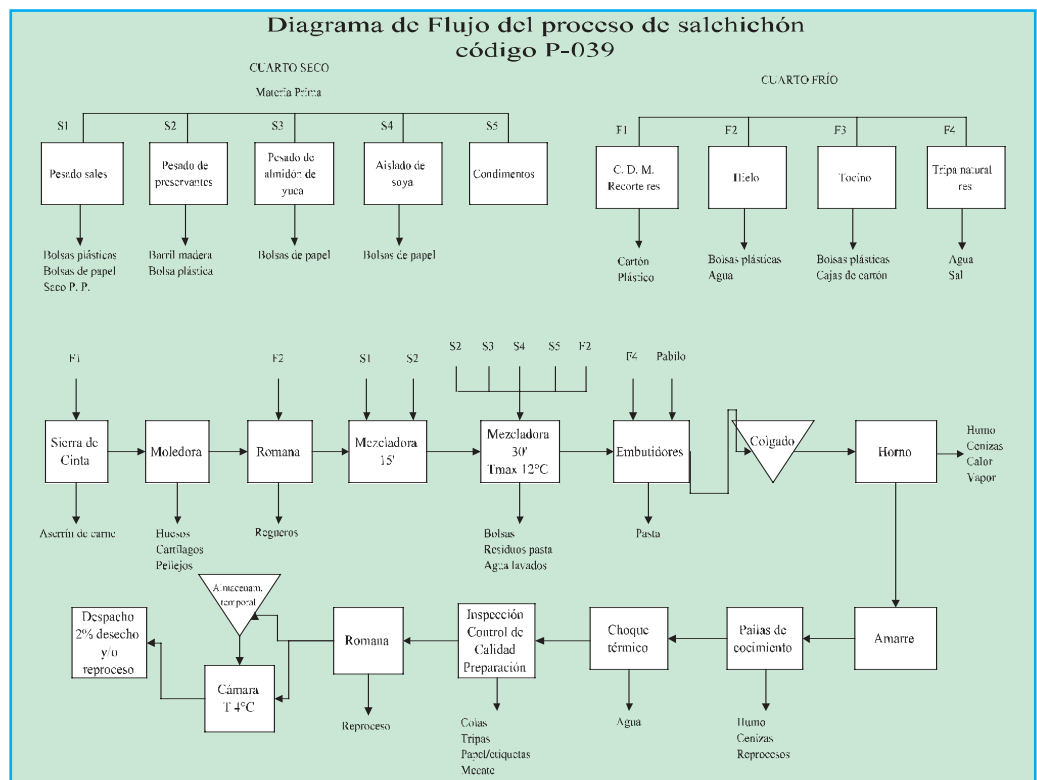 Diagrama de Flujo del proceso de salchichón
código P-039
CUARTO SECO
Materia Prima
CUARTO FRÍO
S1
S2
S3
S4
S5
F1
F2
F3
F4
Pesado sales
Pesado de
preservantes
Pesado de
almidón de
yuca
Aislado de
soya
Condimentos
C. D. M.
Recorte res
Hielo
Tocino
Tripa natural
res
Bolsas plásticas
Bolsas de papel
Saco P. P.
Barril madera
Bolsa plástica
Bolsas de papel
Bolsas de papel
Cartón
Plástico
Bolsas plásticas
Agua
Bolsas plásticas
Cajas de cartón
Agua
Sal
F1
F2
S1
S2
S2
S3
S4
S5
F2
F4
Pabilo
Sierra de
Cinta
Moledora
Romana
Mezcladora
15'
Mezcladora
30'
Tmax 12°C
Embutidores
Colgado
Horno
Humo
Cenizas
Calor
Vapor
Aserrín de carne
Huesos
Cartílagos
Pellejos
Regueros
Bolsas
Residuos pasta
Agua lavados
Pasta
Almacenam.
temporal
Despacho
2% desecho
y/o
reproceso
Cámara
T 4°C
Romana
Inspección
Control de
Calidad
Preparación
Choque
térmico
Pailas de
cocimiento
Amarre
Reproceso
Colas
Tripas
Papel/etiquetas
Mecate
Agua
Humo
Cenizas
Reprocesos